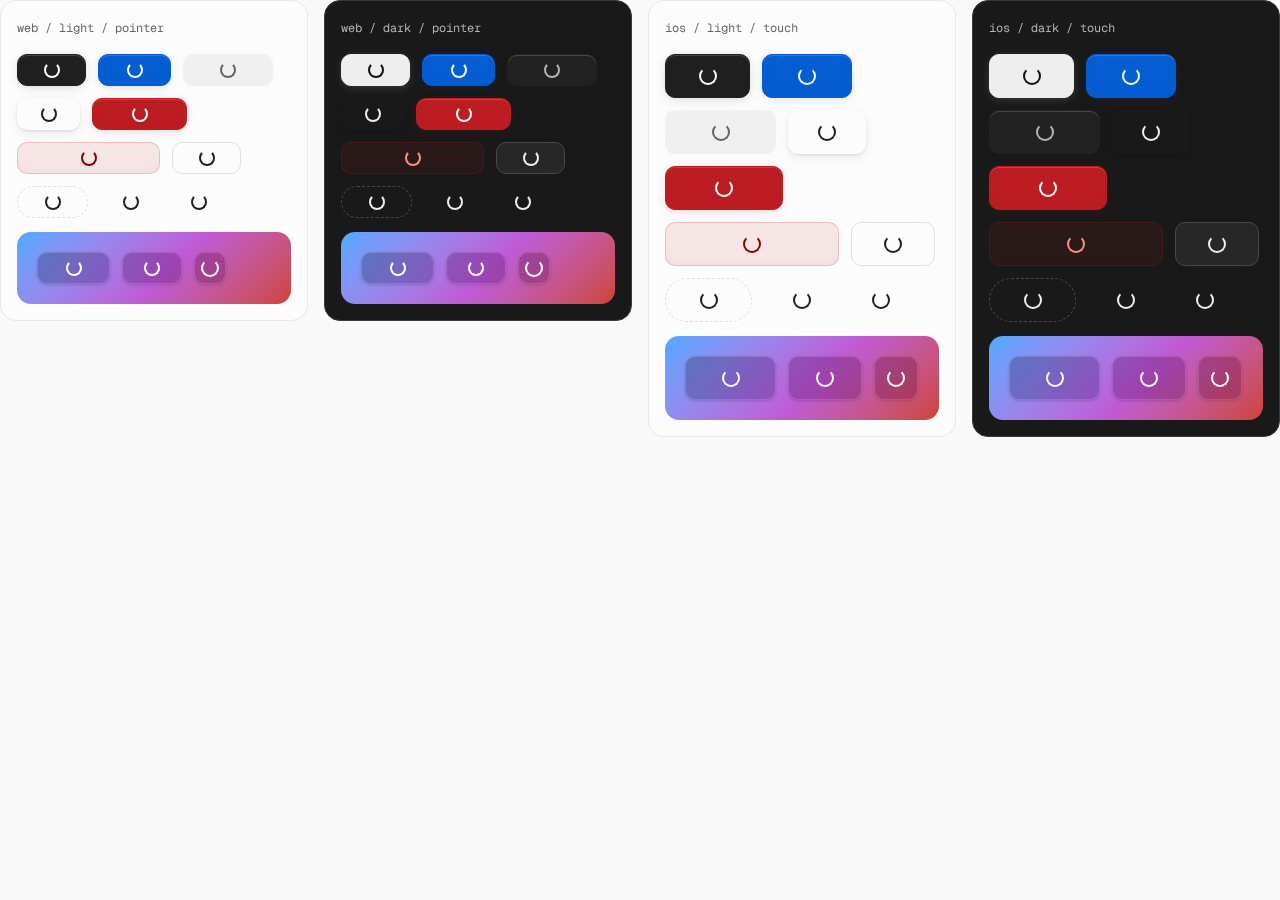 web / light / pointer
web / dark / pointer
ios / light / touch
ios / dark / touch